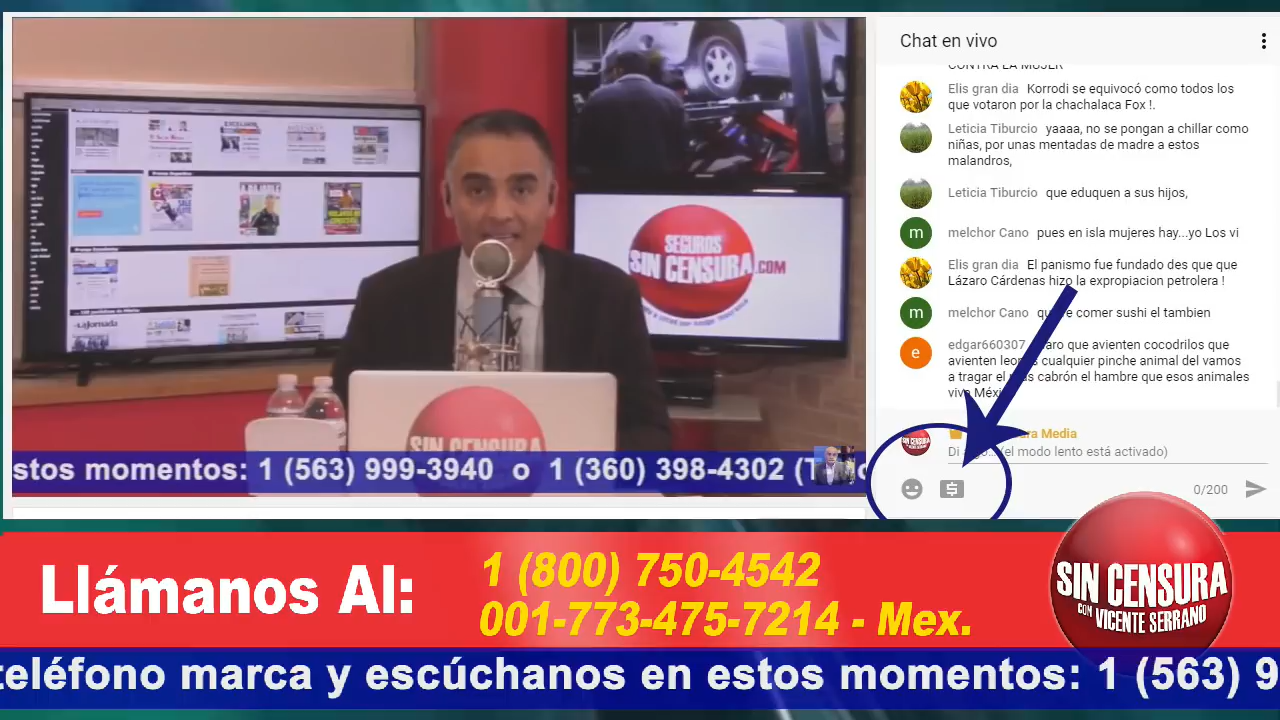 SEGUROS
SIN CENSURA
.COM
SIN CENSURA
LaJornada
stos momentos: 1 (563) 999-3940 o 1 (360) 398-4302 (T
Chat en vivo
CONTRA LA MUJER
Elis gran dia Korrodi se equivocó como todos los
que votaron por la chachalaca Fox !.
Leticia Tiburcio ya no se pongan a chillar como
niñas, por unas mentadas de madre a estos
malandros,
Leticia Tiburcio que eduquen a sus hijos,
m
melchor Cano pues en isla mujeres hay...yo Los vi
Elis gran dia El panismo fue fundado des que que
Lázaro Cárdenas hizo la expropiacion petrolera !
m
melchor Cano comer sushi el tambien
e
edgar660307 que avienten cocodrilos que
avienten cualquier pinche animal del vamos
a tragar el más cabrón el hambre que esos animales
Media
Di (el modo lento está activado)
0/200
Llámanos Al:
1 (800) 750-4542
001-773-475-7214 - Mex.
SIN CENSURA
CON VICENTE SERRANO
teléfono marca y escúchanos en estos momentos: 1 (563) 9